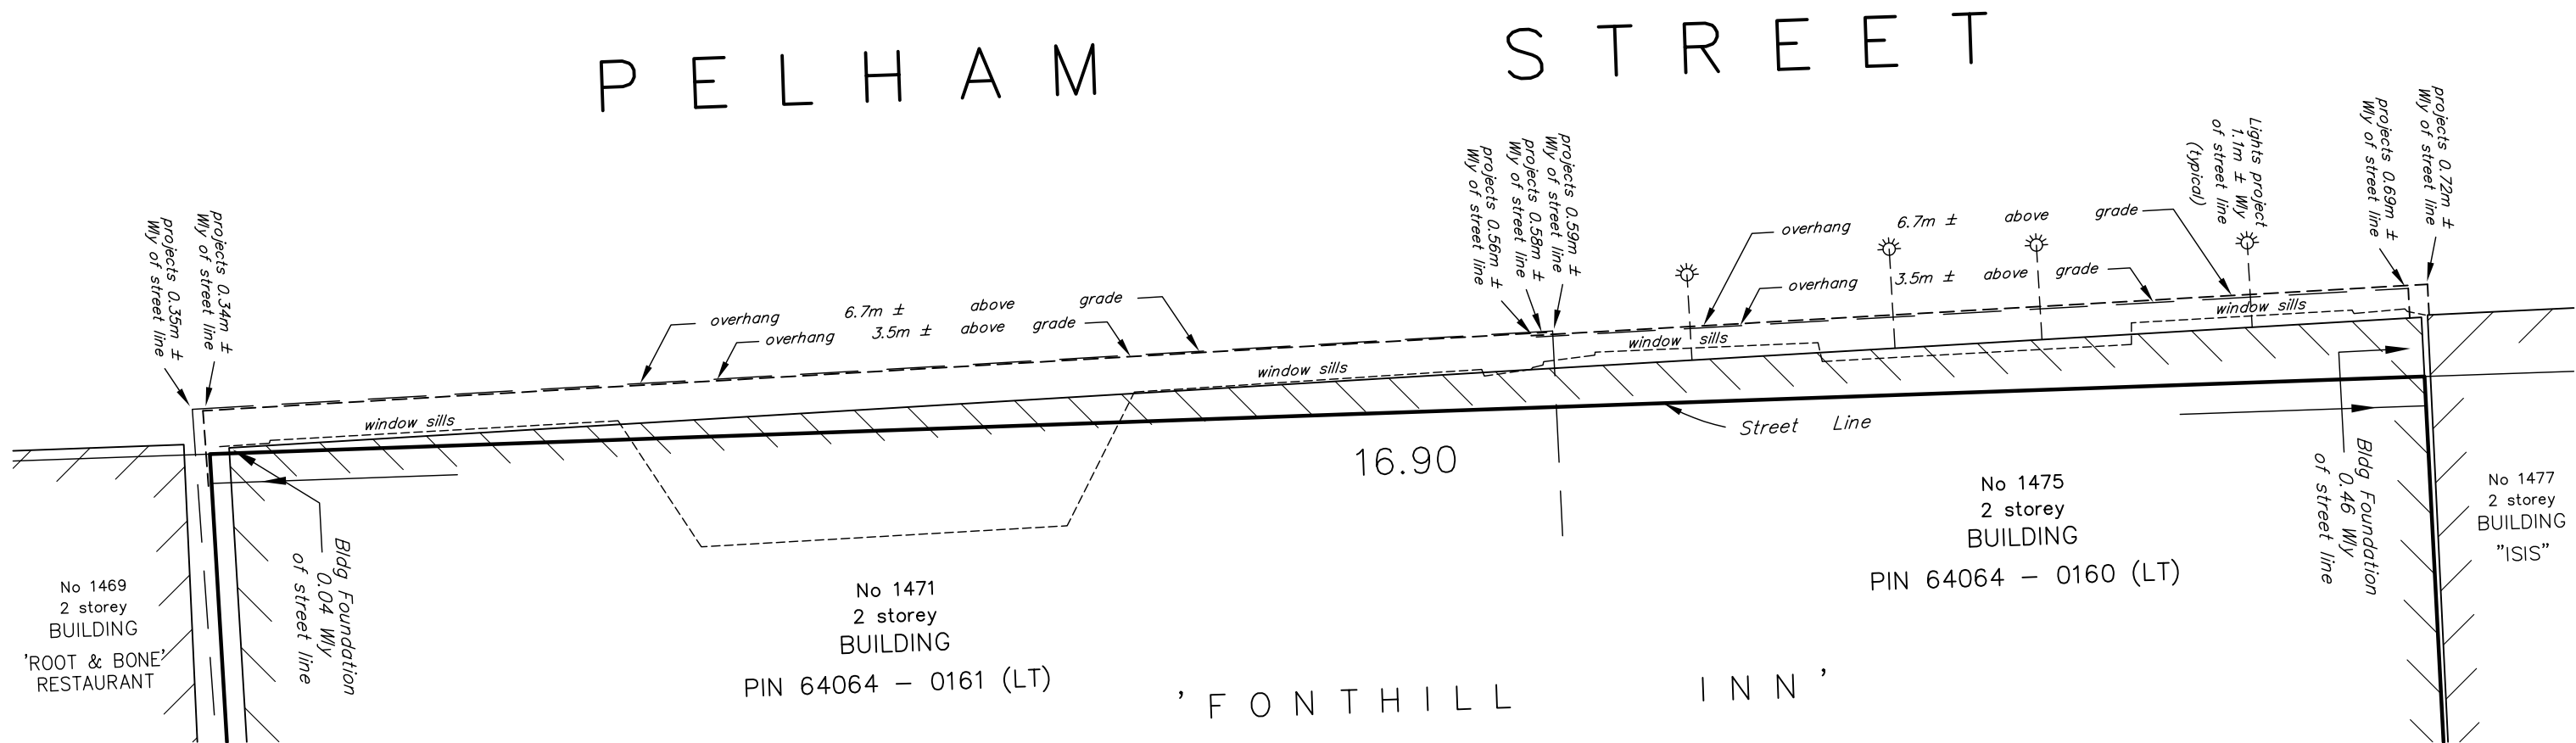 PELHAM STREET
projects 0.35m ±
Wly of street line
projects 0.34m ±
Wly of street line
projects 0.56m ±
Wly of street line
projects 0.58m ±
Wly of street line
projects 0.59m ±
Wly of street line
Lights project
1.1m ± Wly
of street line
(typical)
projects 0.69m ±
Wly of street line
projects 0.72m ±
Wly of street line
overhang 6.7m ± above grade
overhang 3.5m ± above grade
overhang 6.7m ± above grade
overhang 3.5m ± above grade
window sills
window sills
window sills
window sills
Street Line
16.90
Bldg Foundation
0.04 Wly
of street line
Bldg Foundation
0.46 Wly
of street line
No 1469
2 storey
BUILDING
'ROOT & BONE'
RESTAURANT
No 1471
2 storey
BUILDING
PIN 64064 – 0161 (LT)
No 1475
2 storey
BUILDING
PIN 64064 – 0160 (LT)
No 1477
2 storey
BUILDING
"ISIS"
'FONTHILL INN'